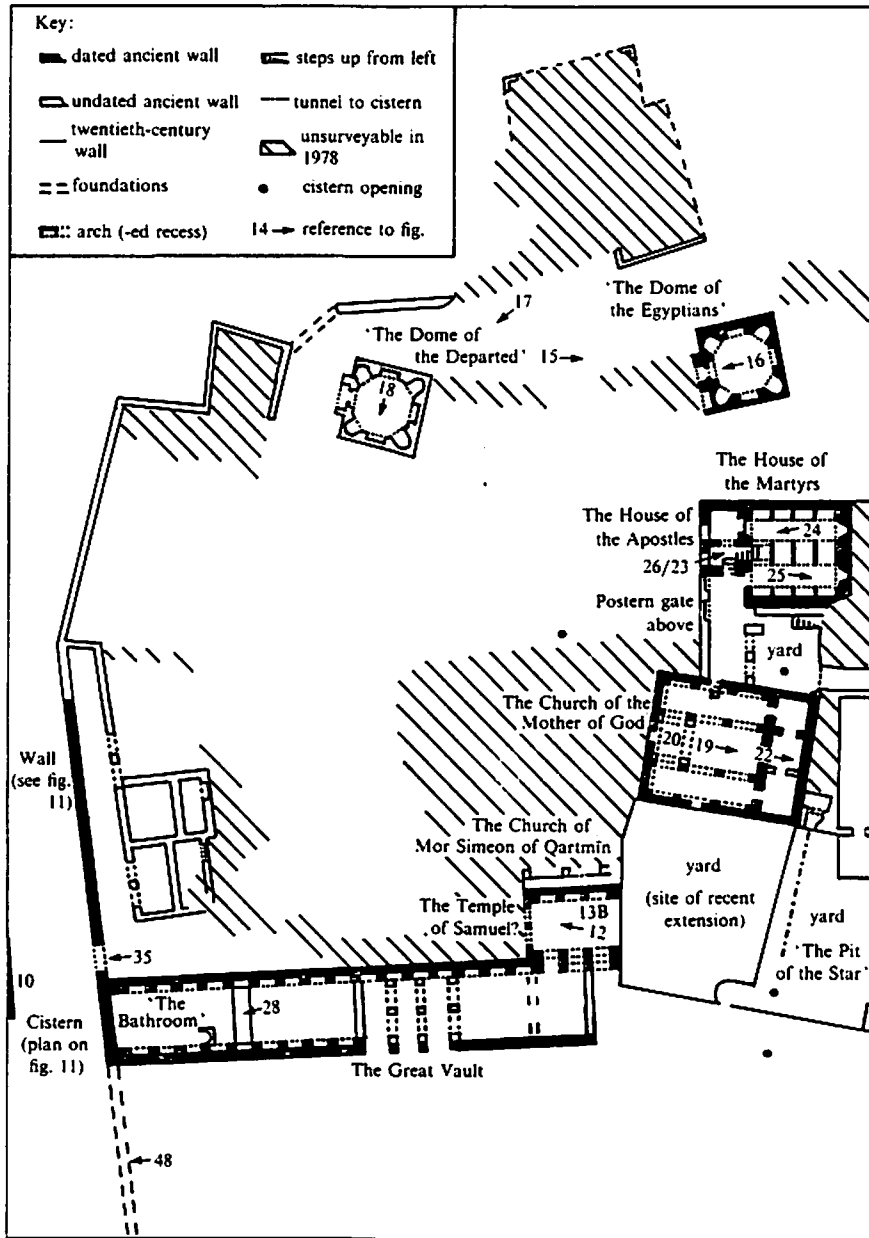 Key:
dated ancient wall
undated ancient wall
twentieth-century
wall
foundations
arch (-ed recess)
steps up from left
tunnel to cistern
unsurveyable in
1978
cistern opening
14 → reference to fig.
17
'The Dome of
the Egyptians'
'The Dome of
the Departed'
15
16
18
The House of
the Martyrs
The House of
the Apostles
24
26/23
25
Postern gate
above
yard
The Church of the
Mother of God
20
19
22
Wall
(see fig.
11)
The Church of
Mor Simeon of Qartmīn
yard
(site of recent
extension)
The Temple
of Samuel?
13B
12
yard
'The Pit
of the Star'
35
10
'The
Bathroom'
28
Cistern
(plan on
fig. 11)
The Great Vault
48